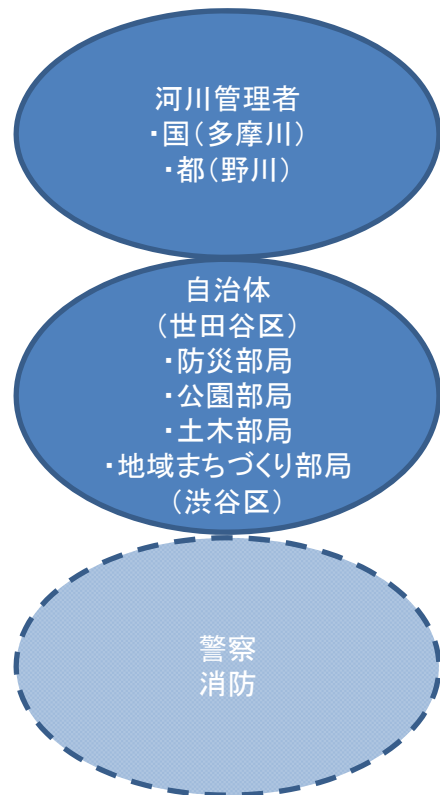 河川管理者
・国（多摩川）
・都（野川）
自治体
（世田谷区）
・防災部局
・公園部局
・土木部局
・地域まちづくり部局
（渋谷区）
警察
消防